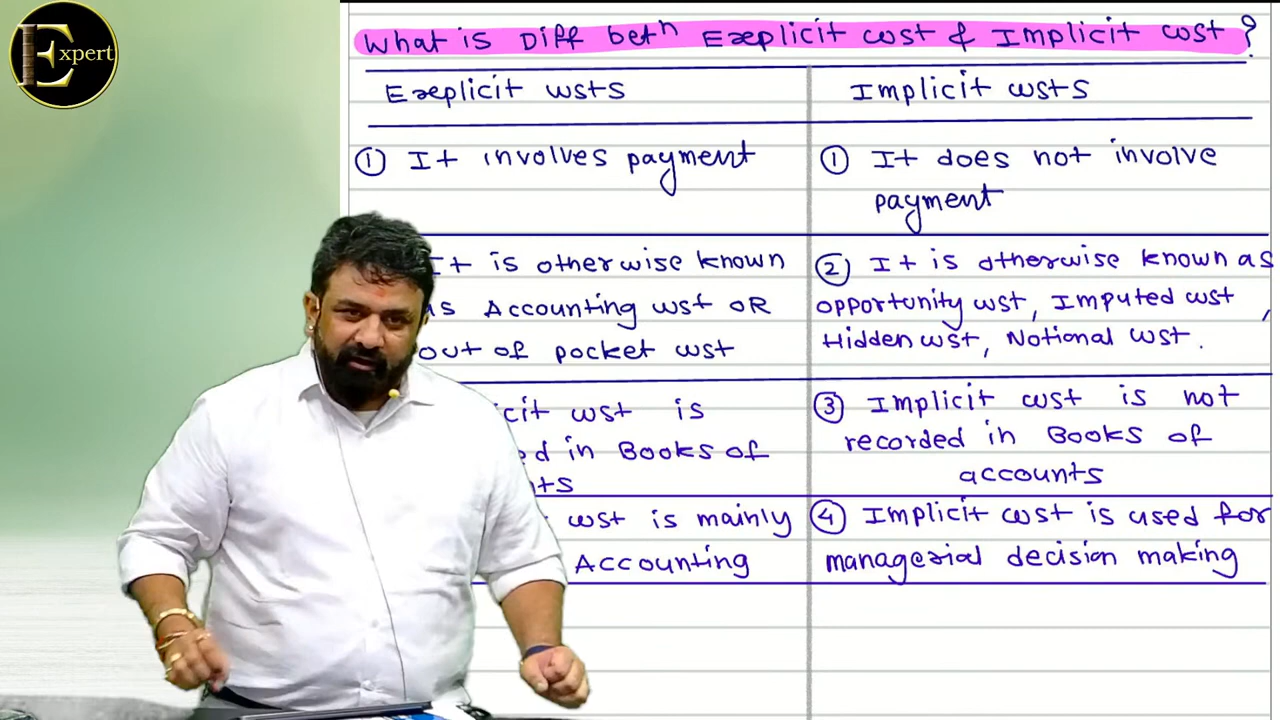 Expert
What is Diff betn Explicit cost & Implicit cost ?
Explicit costs
Implicit costs
① It involves payment
① It does not involve
payment
It is otherwise known
as Accounting cost OR
out of pocket cost
② It is otherwise known as
opportunity cost, Imputed cost,
Hidden cost, Notional cost.
cost is
in Books of
③ Implicit cost is not
recorded in Books of
accounts
cost is mainly
Accounting
④ Implicit cost is used for
managerial decision making